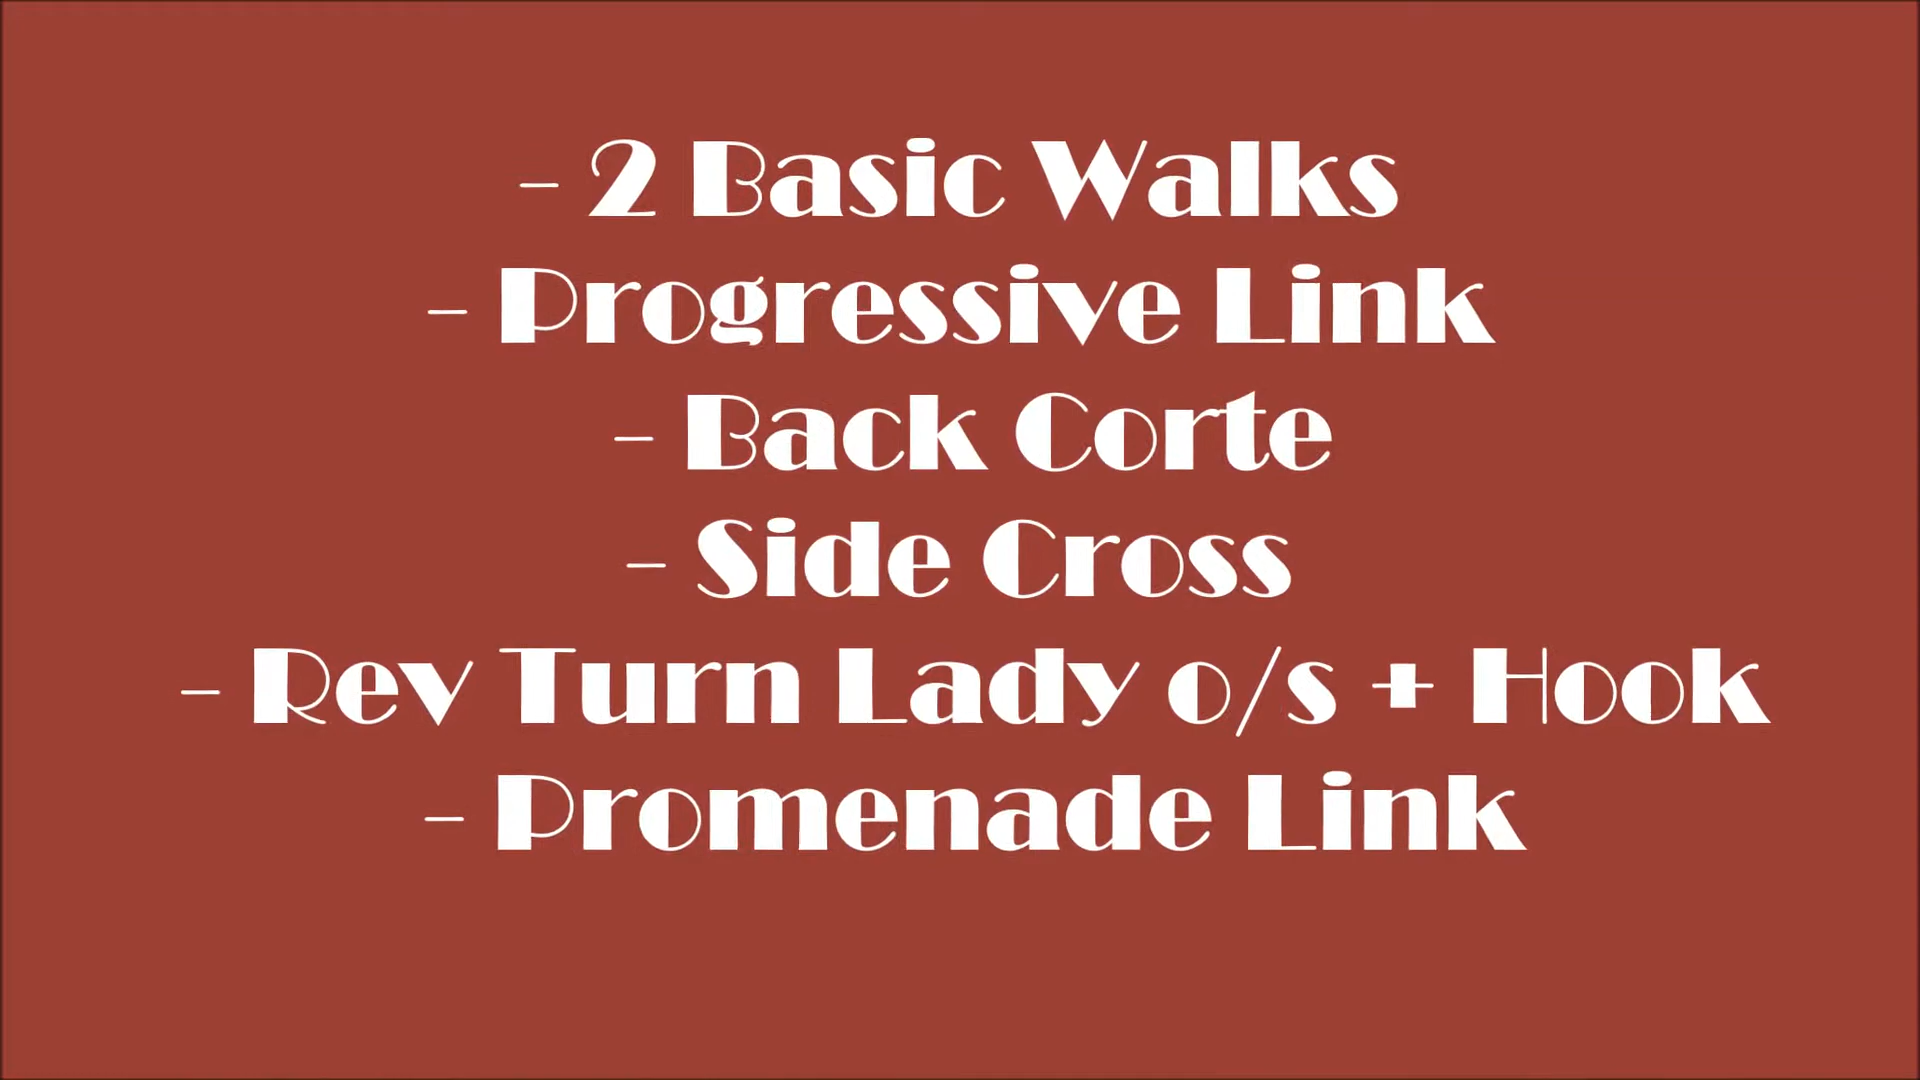 - 2 Basic Walks
- Progressive Link
- Back Corte
- Side Cross
- Rev Turn Lady o/s + Hook
- Promenade Link